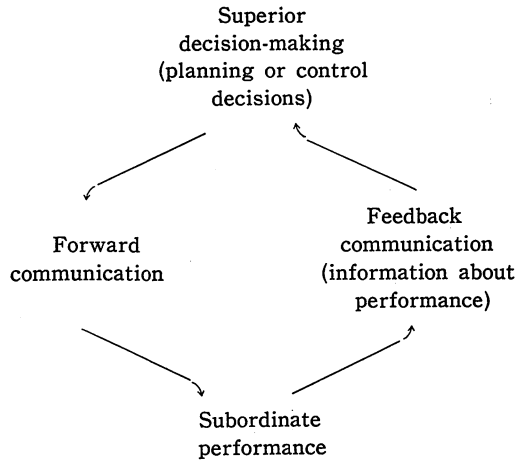 Superior
decision-making
(planning or control
decisions)
Forward
communication
Feedback
communication
(information about
performance)
Subordinate
performance